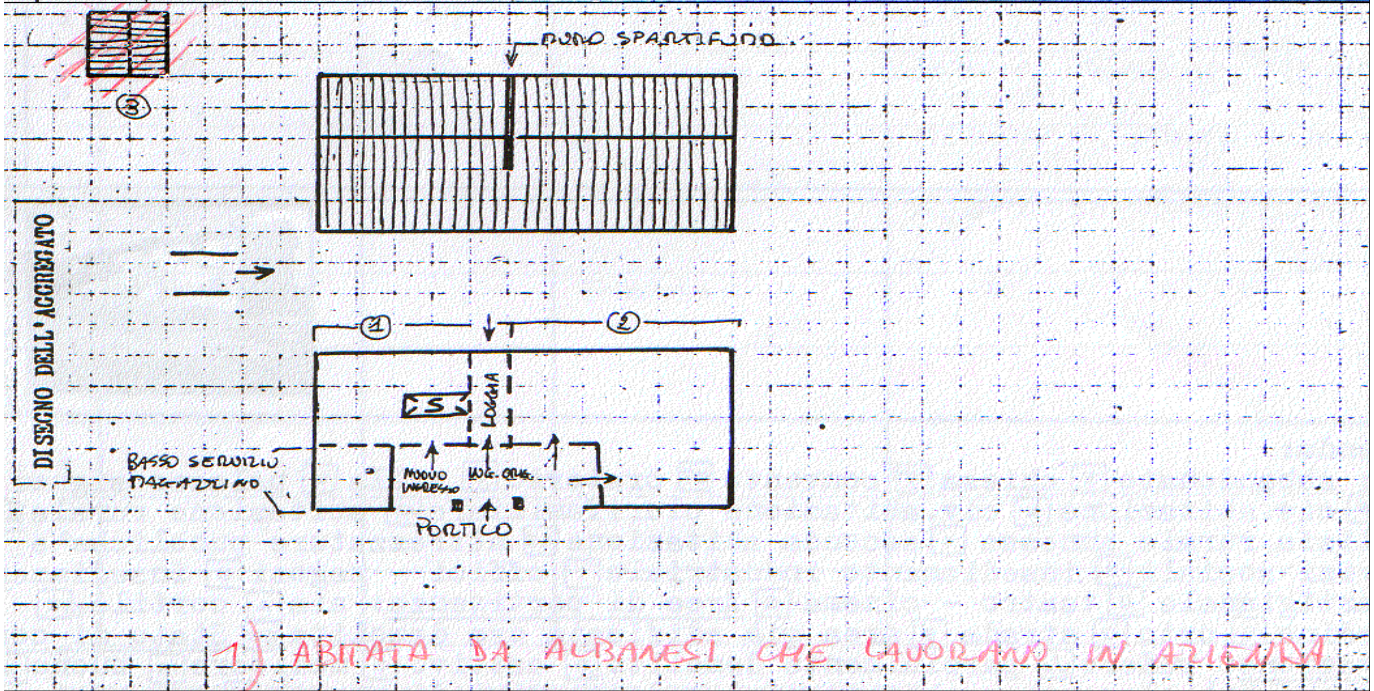 MURO SPARTIFUOCO
3
DISEGNO DELL'AGGREGATO
1
2
S
LOGGIA
BASSO SERVIZIO
MAGAZZINO
NUOVO
INGRESSO
ING. ORIG.
PORTICO
1) ABITATA DA ALBANESI CHE LAVORANO IN AZIENDA